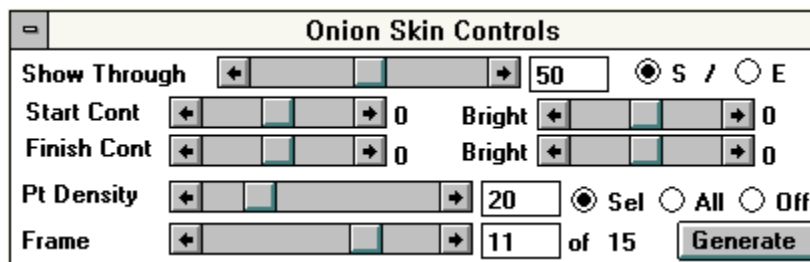 Onion Skin Controls
Show Through 50 S / E
Start Cont 0 Bright 0
Finish Cont 0 Bright 0
Pt Density 20 Sel All Off
Frame 11 of 15 Generate